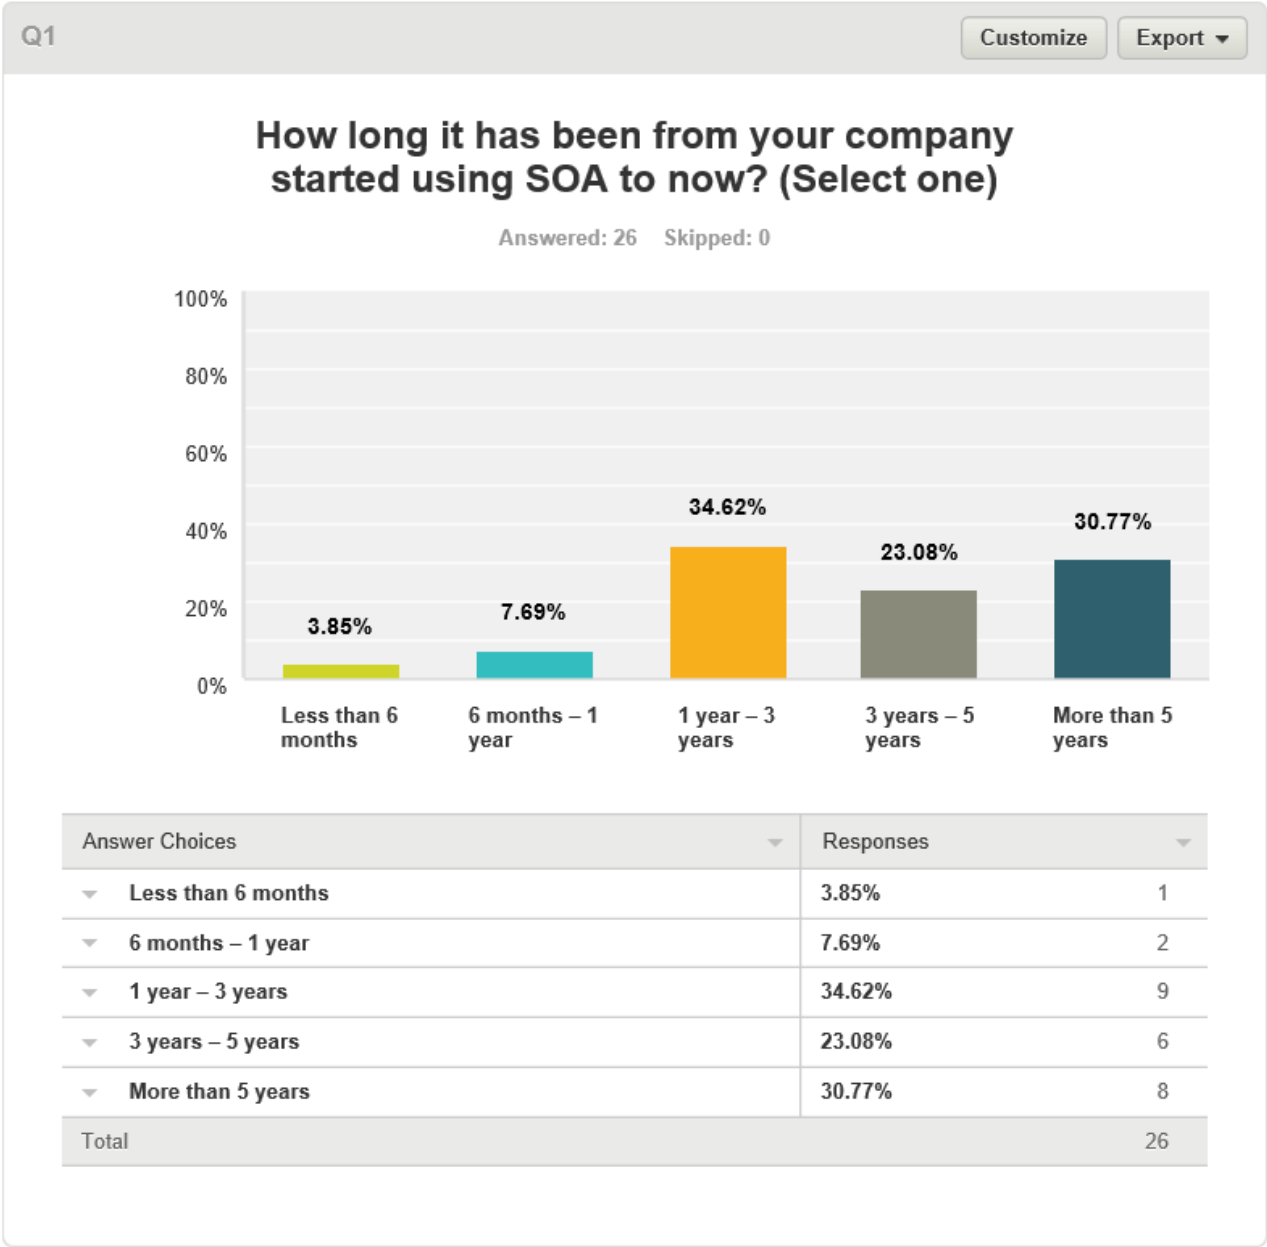 Q1
Customize
Export
How long it has been from your company
started using SOA to now? (Select one)
Answered: 26 Skipped: 0
100%
80%
60%
40%
20%
0%
3.85%
7.69%
34.62%
23.08%
30.77%
Less than 6
months
6 months – 1
year
1 year – 3
years
3 years – 5
years
More than 5
years
Answer Choices Responses
Less than 6 months 3.85% 1
6 months – 1 year 7.69% 2
1 year – 3 years 34.62% 9
3 years – 5 years 23.08% 6
More than 5 years 30.77% 8
Total 26